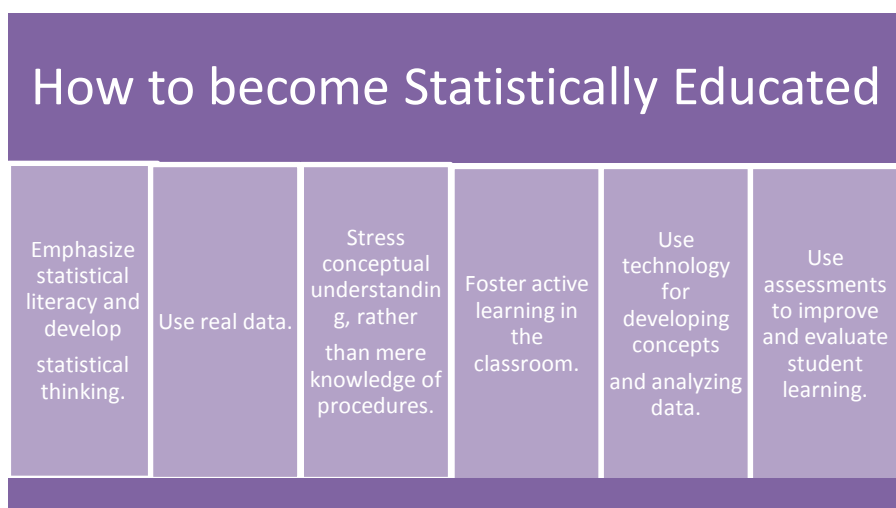 How to become Statistically Educated
Emphasize
statistical
literacy and
develop
statistical
thinking.
Use real data.
Stress
conceptual
understandin
g, rather
than mere
knowledge of
procedures.
Foster active
learning in
the
classroom.
Use
technology
for
developing
concepts
and analyzing
data.
Use
assessments
to improve
and evaluate
student
learning.